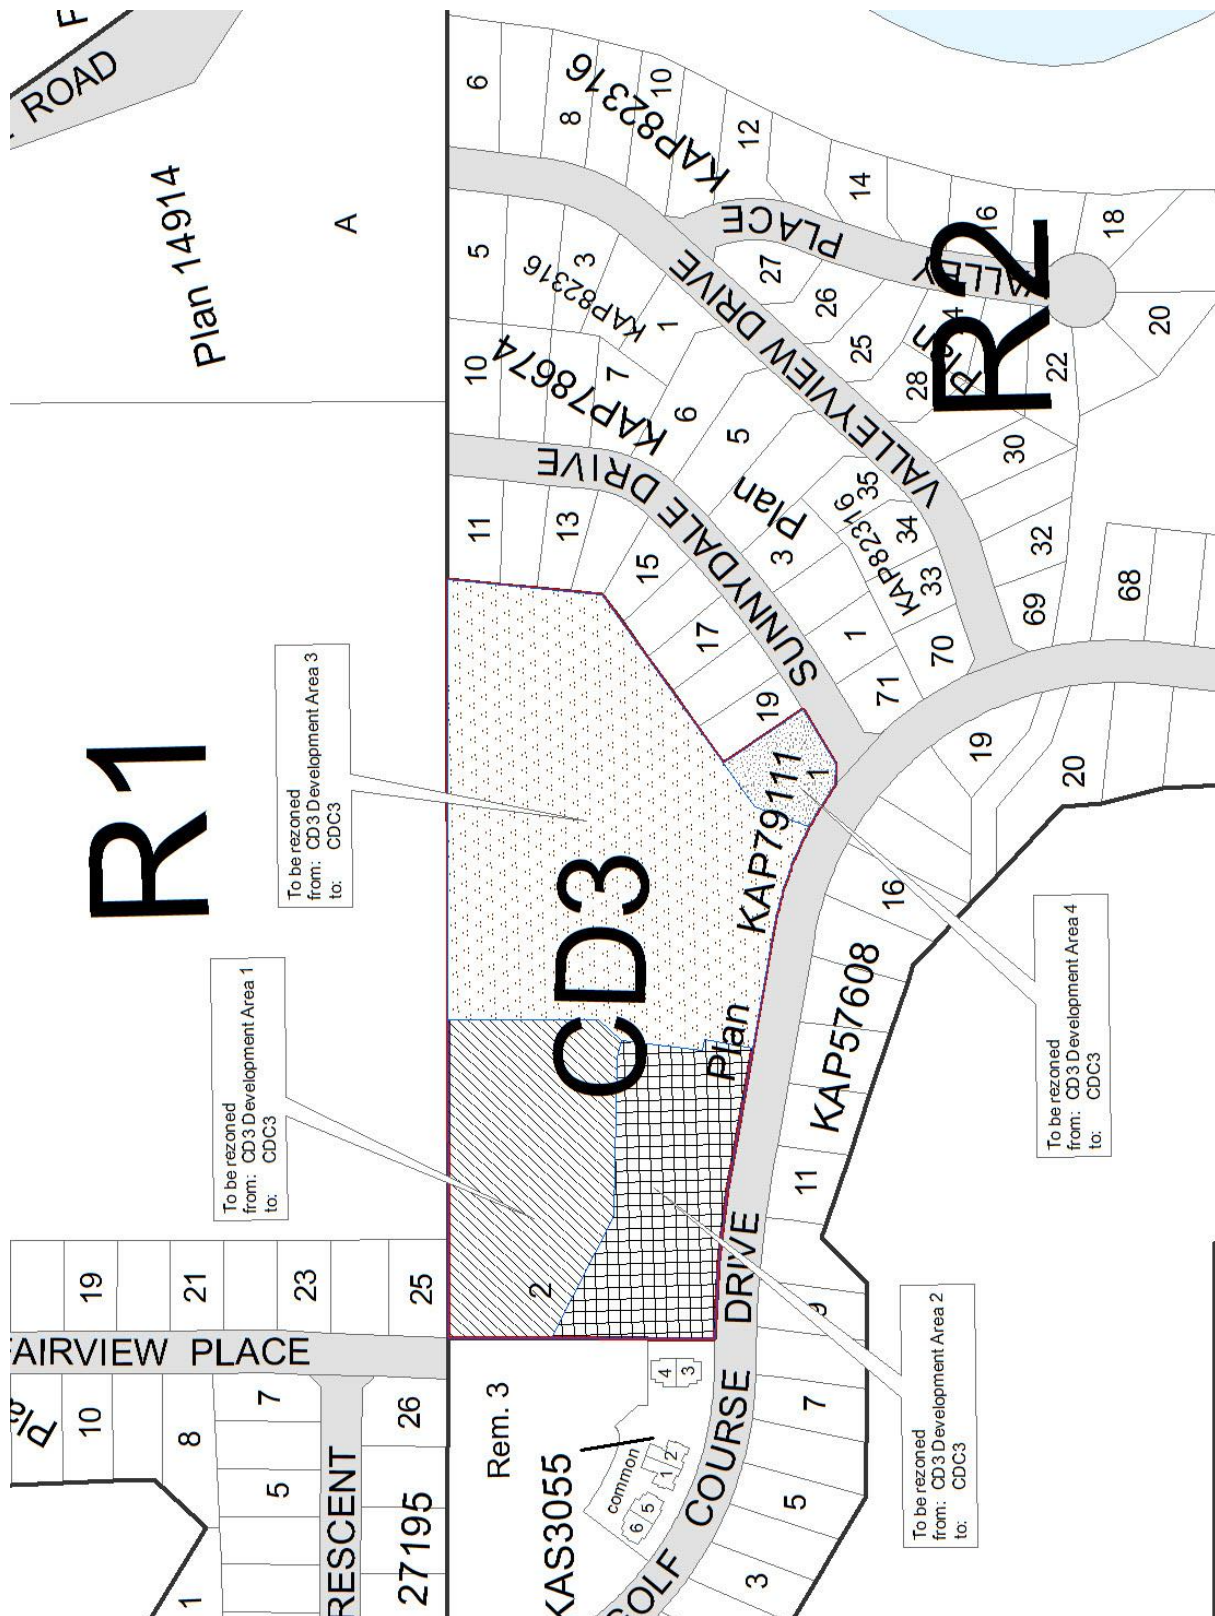 ROAD
Plan 14914
A
R1
To be rezoned
from: CD3 Development Area 3
to: CDC3
To be rezoned
from: CD3 Development Area 1
to: CDC3
To be rezoned
from: CD3 Development Area 4
to: CDC3
To be rezoned
from: CD3 Development Area 2
to: CDC3
6
8
10
12
14
16
18
20
22
KAP82316
VALLEY PLACE
R2
Plan
24
25
26
27
28
30
32
VALLEYVIEW DRIVE
5
3
1
KAP82316
10
7
6
5
3
1
KAP78674
Plan
35
34
33
KAP82316
70
71
69
68
SUNNYDALE DRIVE
11
13
15
17
19
CD3
Plan KAP79111
1
2
19
20
16
KAP57608
11
9
7
5
3
GOLF COURSE DRIVE
19
21
23
25
FAIRVIEW PLACE
Plan
10
8
7
5
1
26
RESCENT
27195
Rem. 3
KAS3055
common
4
3
2
1
5
6